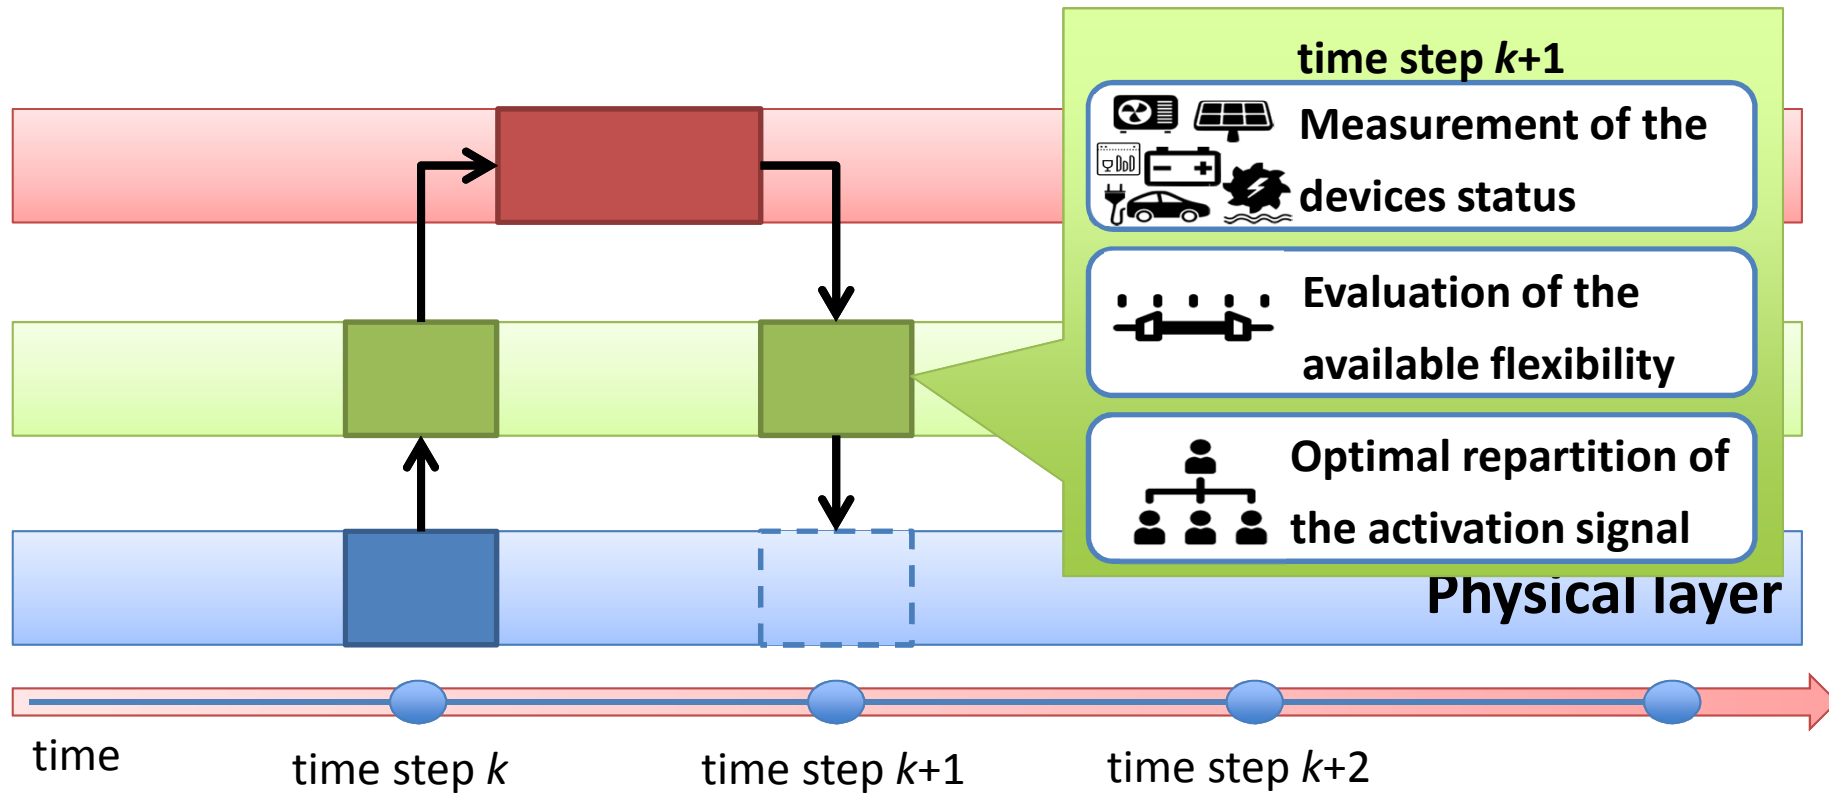 time step k+1
Measurement of the
devices status
Evaluation of the
available flexibility
Optimal repartition of
the activation signal
Physical layer
time
time step k
time step k+1
time step k+2